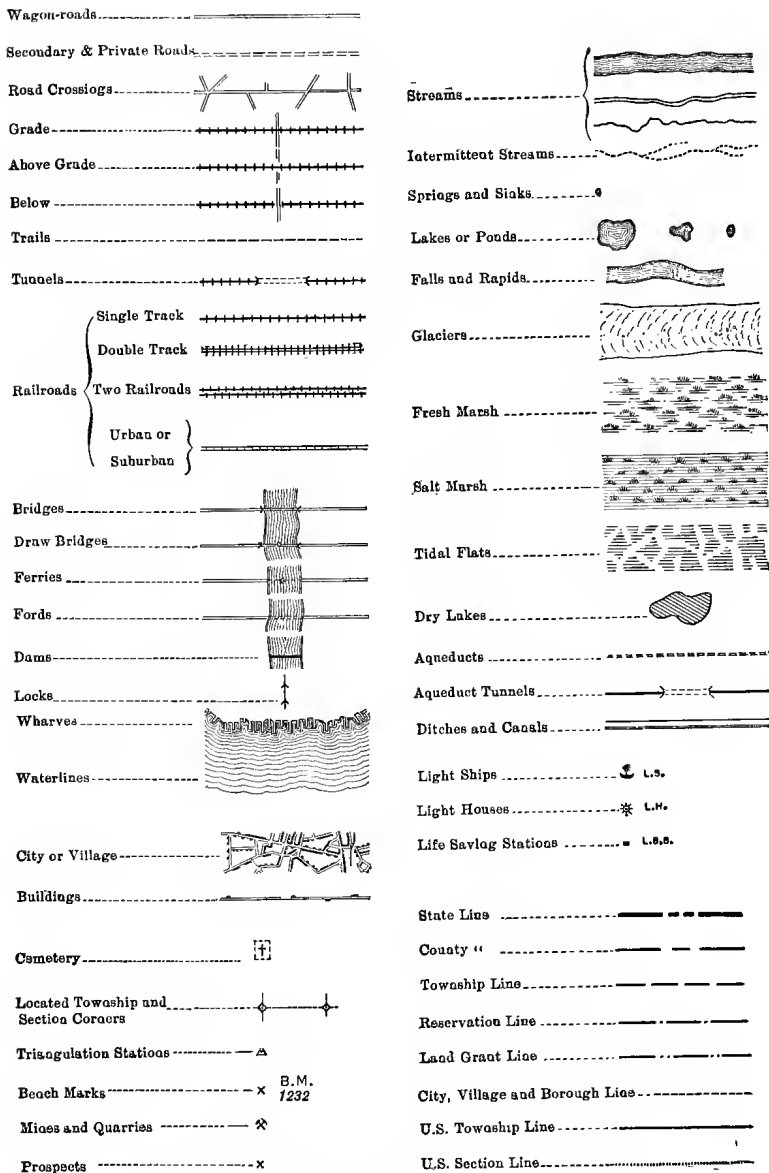 Wagon-roads
Secondary & Private Roads
Road Crossings
Grade
Above Grade
Below
Trails
Tunnels
Railroads
Single Track
Double Track
Two Railroads
Urban or
Suburban
Bridges
Draw Bridges
Ferries
Fords
Dams
Locks
Wharves
Waterlines
City or Village
Buildings
Cemetery
Located Township and
Section Corners
Triangulation Stations
Bench Marks B.M.
1232
Mines and Quarries
Prospects
Streams
Intermittent Streams
Springs and Sinks
Lakes or Ponds
Falls and Rapids
Glaciers
Fresh Marsh
Salt Marsh
Tidal Flats
Dry Lakes
Aqueducts
Aqueduct Tunnels
Ditches and Canals
Light Ships L.S.
Light Houses L.H.
Life Saving Stations L.S.S.
State Line
County "
Township Line
Reservation Line
Land Grant Line
City, Village and Borough Line
U.S. Township Line
U.S. Section Line